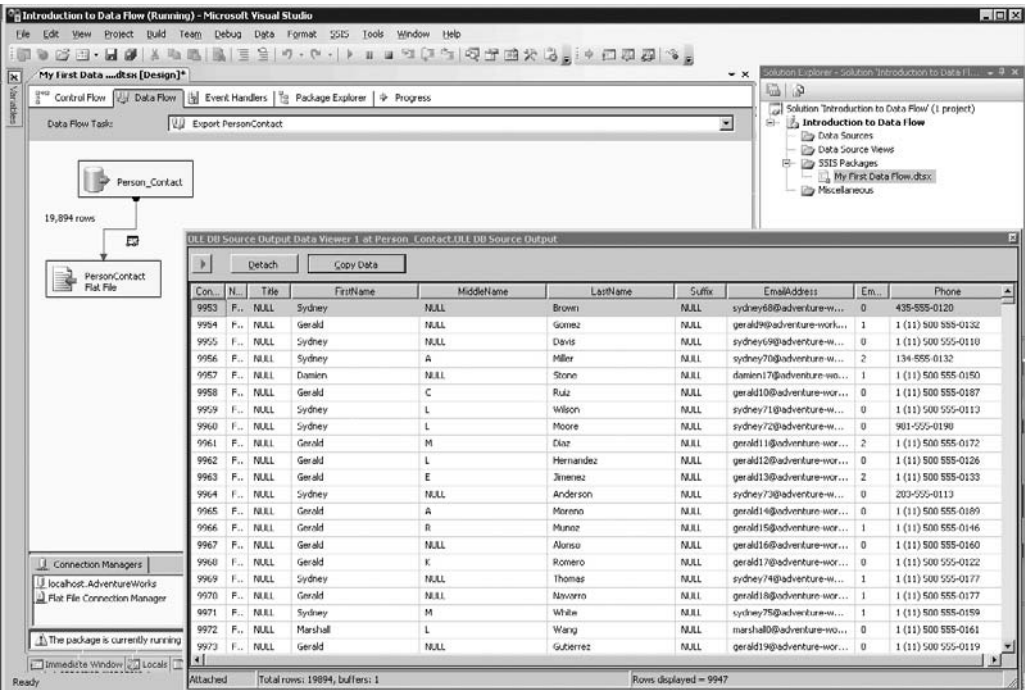 Introduction to Data Flow (Running) - Microsoft Visual Studio
File Edit View Project Build Team Debug Data Format SSIS Tools Window Help
My First Data ....dtsx [Design]*
Control Flow Data Flow Event Handlers Package Explorer Progress
Data Flow Task: Export PersonContact
Variables
Person_Contact
19,894 rows
PersonContact
Flat File
Solution Explorer - Solution 'Introduction to Data Fl...
Solution 'Introduction to Data Flow' (1 project)
Introduction to Data Flow
Data Sources
Data Source Views
SSIS Packages
My First Data Flow.dtsx
Miscellaneous
OLE DB Source Output Data Viewer 1 at Person_Contact.OLE DB Source Output
Detach Copy Data
Con... N... Title FirstName MiddleName LastName Suffix EmailAddress Em... Phone
9953 F... NULL Sydney NULL Brown NULL sydney68@adventure-w... 0 435-555-0120
9954 F... NULL Gerald NULL Gomez NULL gerald9@adventure-work... 1 1 (11) 500 555-0132
9955 F... NULL Sydney NULL Davis NULL sydney69@adventure-w... 0 1 (11) 500 555-0110
9956 F... NULL Sydney A Miller NULL sydney70@adventure-w... 2 134-555-0132
9957 F... NULL Damien NULL Stone NULL damien17@adventure-wo... 1 1 (11) 500 555-0150
9958 F... NULL Gerald C Ruiz NULL gerald10@adventure-wor... 0 1 (11) 500 555-0187
9959 F... NULL Sydney L Wilson NULL sydney71@adventure-w... 0 1 (11) 500 555-0113
9960 F... NULL Sydney L Moore NULL sydney72@adventure-w... 0 981-555-0198
9961 F... NULL Gerald M Diaz NULL gerald11@adventure-wor... 2 1 (11) 500 555-0172
9962 F... NULL Gerald L Hernandez NULL gerald12@adventure-wor... 0 1 (11) 500 555-0126
9963 F... NULL Gerald E Jimenez NULL gerald13@adventure-wor... 2 1 (11) 500 555-0133
9964 F... NULL Sydney NULL Anderson NULL sydney73@adventure-w... 0 203-555-0113
9965 F... NULL Gerald A Moreno NULL gerald14@adventure-wor... 0 1 (11) 500 555-0189
9966 F... NULL Gerald R Munoz NULL gerald15@adventure-wor... 1 1 (11) 500 555-0146
9967 F... NULL Gerald NULL Alonso NULL gerald16@adventure-wor... 0 1 (11) 500 555-0160
9968 F... NULL Gerald K Romero NULL gerald17@adventure-wor... 0 1 (11) 500 555-0122
9969 F... NULL Sydney NULL Thomas NULL sydney74@adventure-w... 1 1 (11) 500 555-0177
9970 F... NULL Gerald NULL Navarro NULL gerald18@adventure-wor... 1 1 (11) 500 555-0177
9971 F... NULL Sydney M White NULL sydney75@adventure-w... 1 1 (11) 500 555-0159
9972 F... NULL Marshall L Wang NULL marshall0@adventure-wo... 0 1 (11) 500 555-0161
9973 F... NULL Gerald NULL Gutierrez NULL gerald19@adventure-wor... 0 1 (11) 500 555-0119
Connection Managers
localhost.AdventureWorks
Flat File Connection Manager
The package is currently running
Immediate Window Locals
Attached Total rows: 19894, buffers: 1 Rows displayed = 9947
Ready